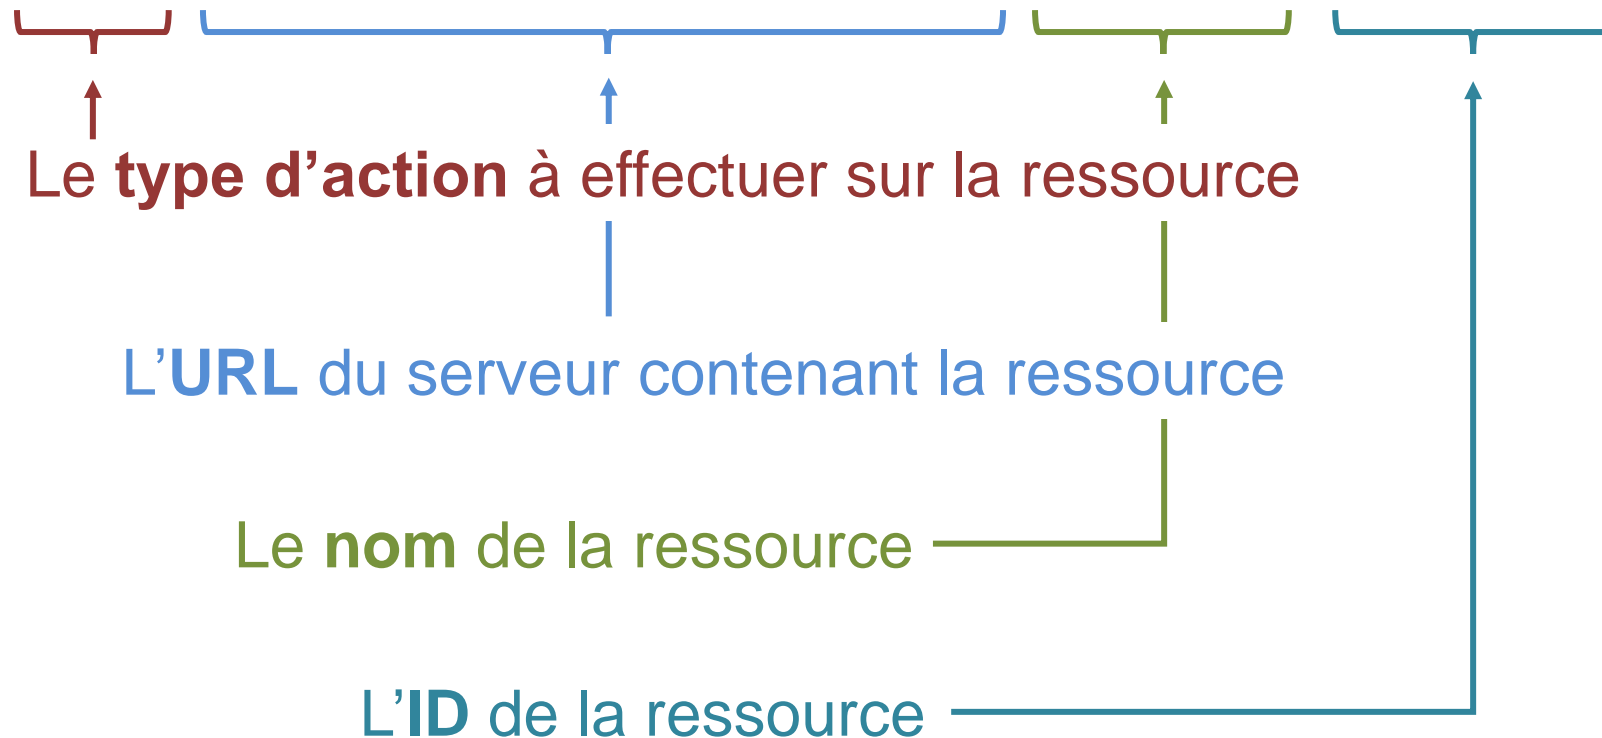 Le type d’action à effectuer sur la ressource
L’URL du serveur contenant la ressource
Le nom de la ressource
L’ID de la ressource